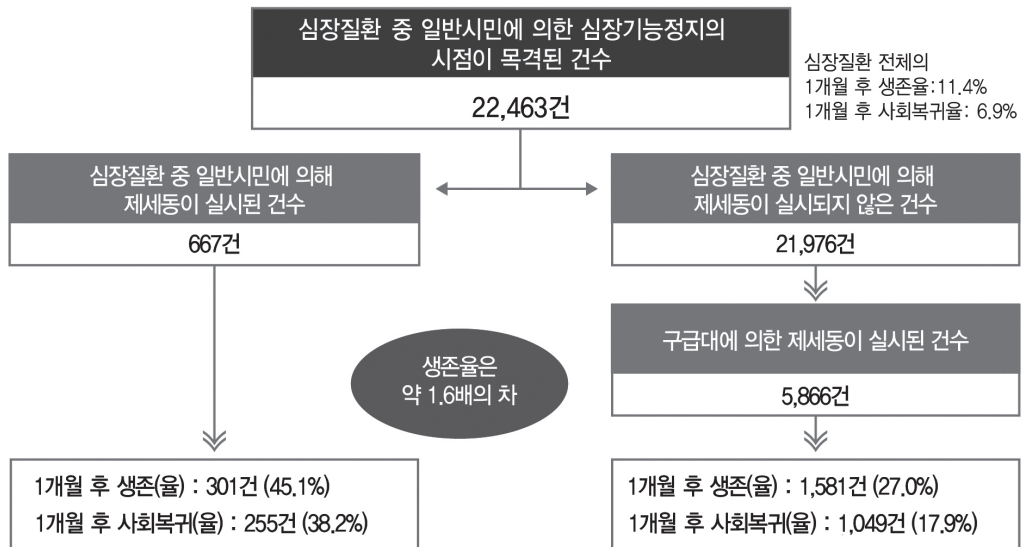 심장질환 중 일반시민에 의한 심장기능정지의
시점이 목격된 건수
22,463건
심장질환 전체의
1개월 후 생존율:11.4%
1개월 후 사회복귀율: 6.9%
심장질환 중 일반시민에 의해
제세동이 실시된 건수
667건
심장질환 중 일반시민에 의해
제세동이 실시되지 않은 건수
21,976건
구급대에 의한 제세동이 실시된 건수
5,866건
생존율은
약 1.6배의 차
1개월 후 생존(율) : 301건 (45.1%)
1개월 후 사회복귀(율) : 255건 (38.2%)
1개월 후 생존(율) : 1,581건 (27.0%)
1개월 후 사회복귀(율) : 1,049건 (17.9%)